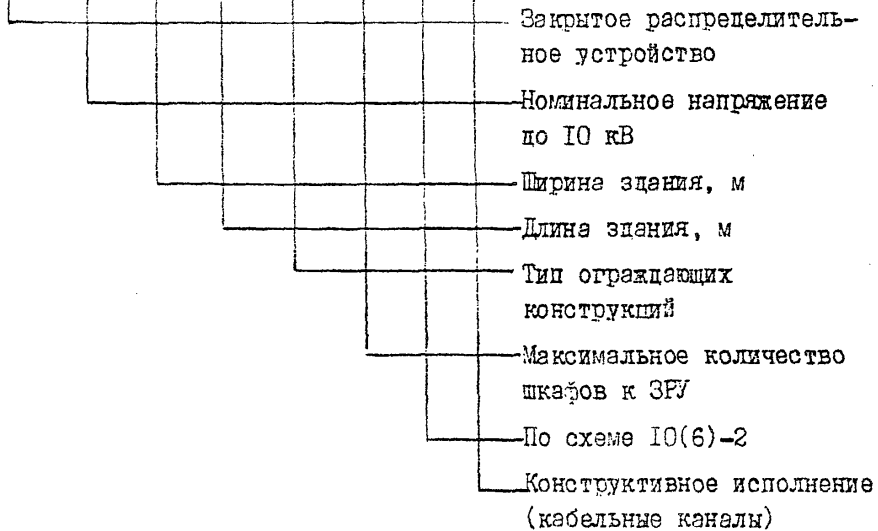 Закрытое распределитель-
ное устройство
Номинальное напряжение
до 10 кВ
Ширина здания, м
Длина здания, м
Тип ограждающих
конструкций
Максимальное количество
шкафов к ЗРУ
По схеме 10(6)-2
Конструктивное исполнение
(кабельные каналы)